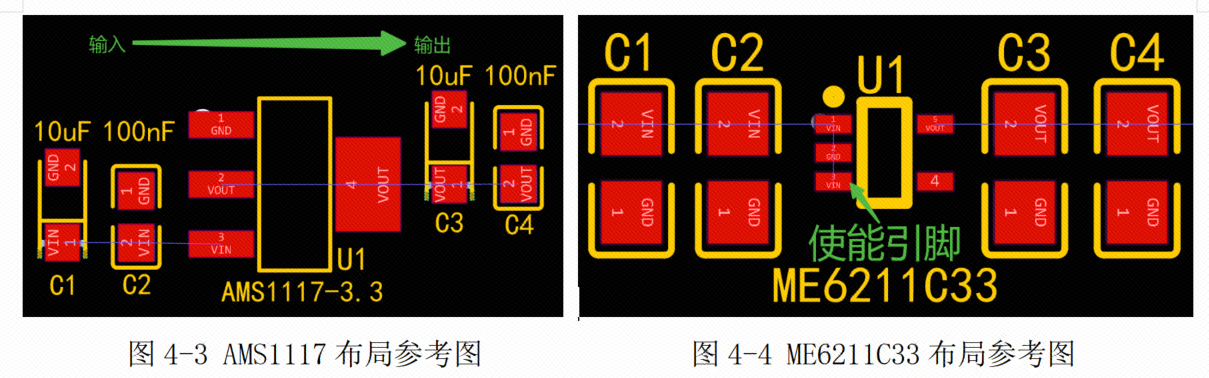 输入 输出
10uF 100nF
10uF 100nF
GND 2
1 GND
1 GND
GND 2
1 GND
2 VOUT
4 VOUT
VOUT 1
2 VOUT
VIN 1
2 VIN
3 VIN
C1 C2
U1
C3 C4
AMS1117-3.3
图 4-3 AMS1117 布局参考图
C1 C2 U1 C3 C4
2 VIN
2 VIN
1 VIN
2 GND
3 VIN
5 VOUT
4
2 VOUT
2 VOUT
1 GND
1 GND
1 GND
1 GND
使能引脚
ME6211C33
图 4-4 ME6211C33 布局参考图